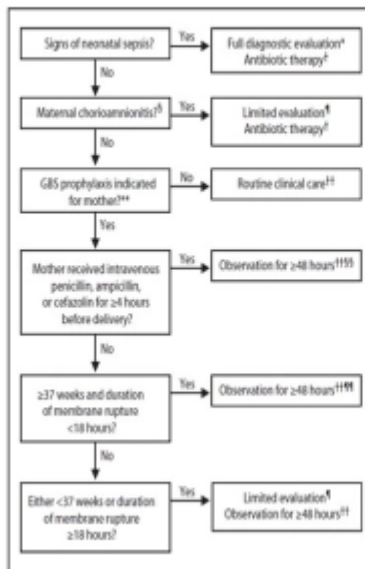 Signs of neonatal sepsis?
Yes
Full diagnostic evaluation*
Antibiotic therapy†
No
Maternal chorioamnionitis?§
Yes
Limited evaluation¶
Antibiotic therapy†
No
GBS prophylaxis indicated
for mother?**
No
Routine clinical care††
Yes
Mother received intravenous
penicillin, ampicillin,
or cefazolin for ≥4 hours
before delivery?
Yes
Observation for ≥48 hours††§§
No
≥37 weeks and duration
of membrane rupture
<18 hours?
Yes
Observation for ≥48 hours††¶¶
No
Either <37 weeks or duration
of membrane rupture
≥18 hours?
Yes
Limited evaluation¶
Observation for ≥48 hours††